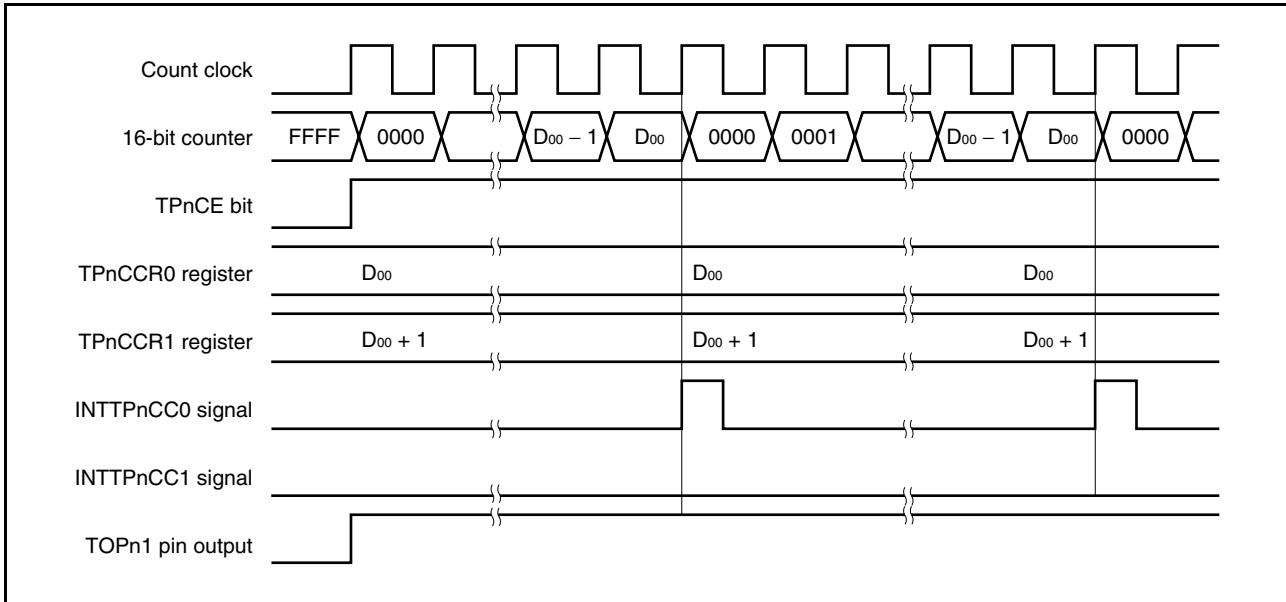 Count clock
16-bit counter FFFF 0000 D00 − 1 D00 0000 0001 D00 − 1 D00 0000
TPnCE bit
TPnCCR0 register D00 D00 D00
TPnCCR1 register D00 + 1 D00 + 1 D00 + 1
INTTPnCC0 signal
INTTPnCC1 signal
TOPn1 pin output